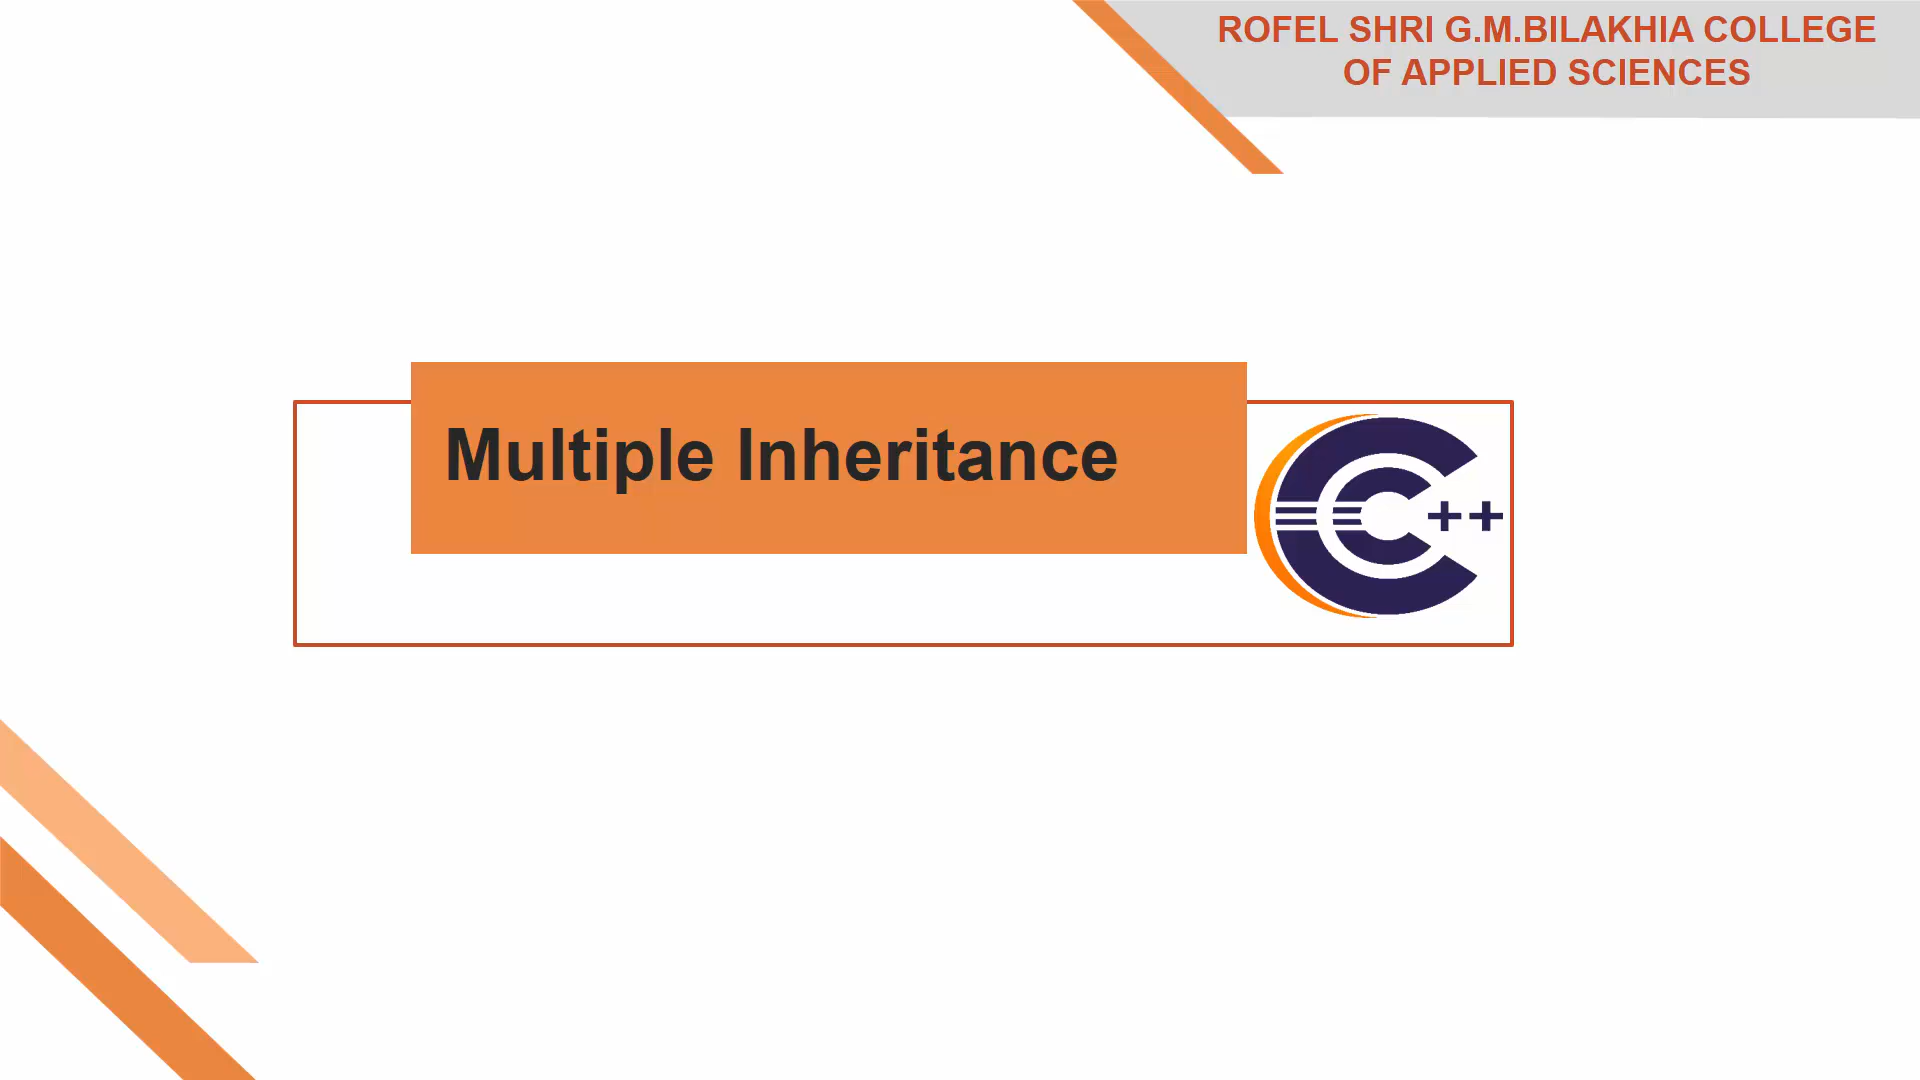 ROFEL SHRI G.M.BILAKHIA COLLEGE
OF APPLIED SCIENCES
Multiple Inheritance
C++